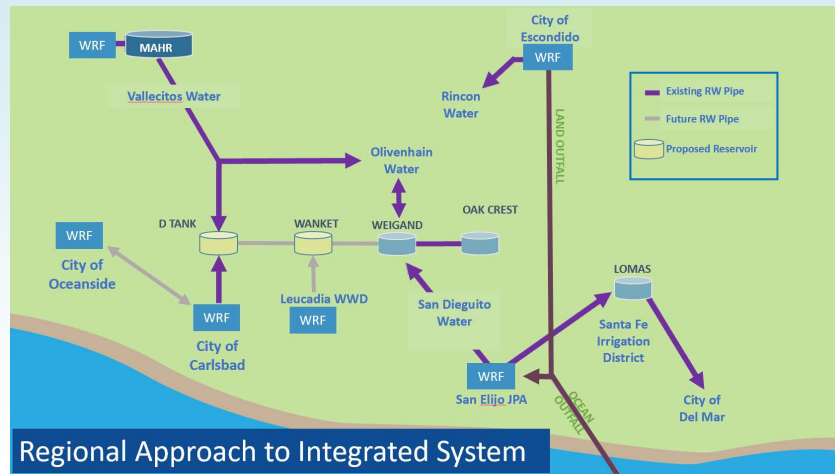 City of
Escondido
WRF
MAHR
WRF
Existing RW Pipe
Future RW Pipe
Proposed Reservoir
Vallecitos Water
Rincon
Water
LAND OUTFALL
Olivenhain
Water
D TANK
WANKET
WEIGAND
OAK CREST
WRF
City of
Oceanside
LOMAS
Leucadia WWD
WRF
San Dieguito
Water
WRF
City of
Carlsbad
Santa Fe
Irrigation
District
WRF
San Elijo JPA
OCEAN
OUTFALL
City of
Del Mar
Regional Approach to Integrated System